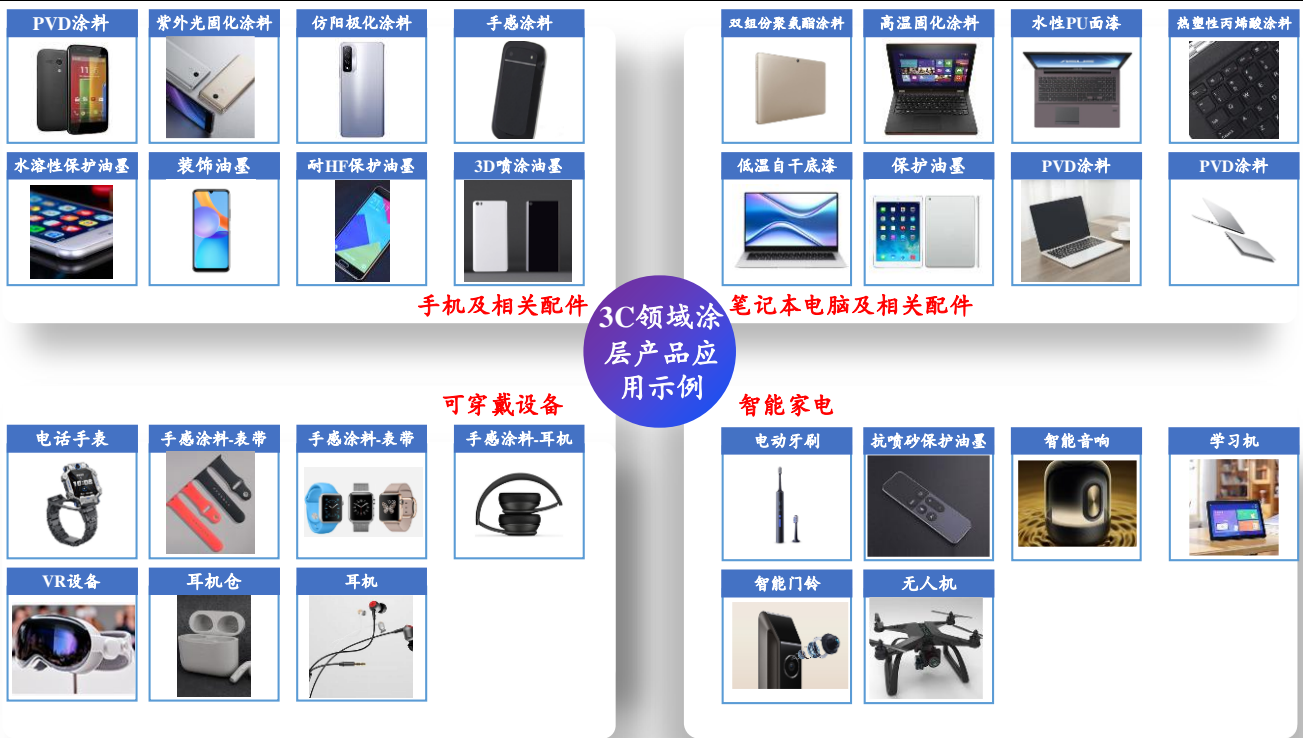 PVD涂料
紫外光固化涂料
仿阳极化涂料
手感涂料
水溶性保护油墨
装饰油墨
耐HF保护油墨
3D喷涂油墨
手机及相关配件
双组份聚氨酯涂料
高温固化涂料
水性PU面漆
热塑性丙烯酸涂料
ASUS
低温自干底漆
保护油墨
PVD涂料
PVD涂料
笔记本电脑及相关配件
3C领域涂
层产品应
用示例
可穿戴设备
电话手表
手感涂料-表带
手感涂料-表带
手感涂料-耳机
10:08
VR设备
耳机仓
耳机
智能家电
电动牙刷
抗喷砂保护油墨
智能音响
学习机
智能门铃
无人机